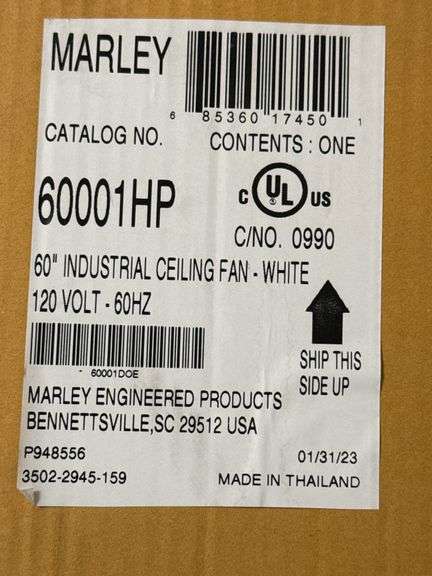 MARLEY
6 85360 17450 1
CATALOG NO.
CONTENTS : ONE
60001HP
C UL US
C/NO. 0990
60" INDUSTRIAL CEILING FAN - WHITE
120 VOLT - 60HZ
- 60001DOE
SHIP THIS
SIDE UP
MARLEY ENGINEERED PRODUCTS
BENNETTSVILLE,SC 29512 USA
P948556
01/31/23
3502-2945-159
MADE IN THAILAND